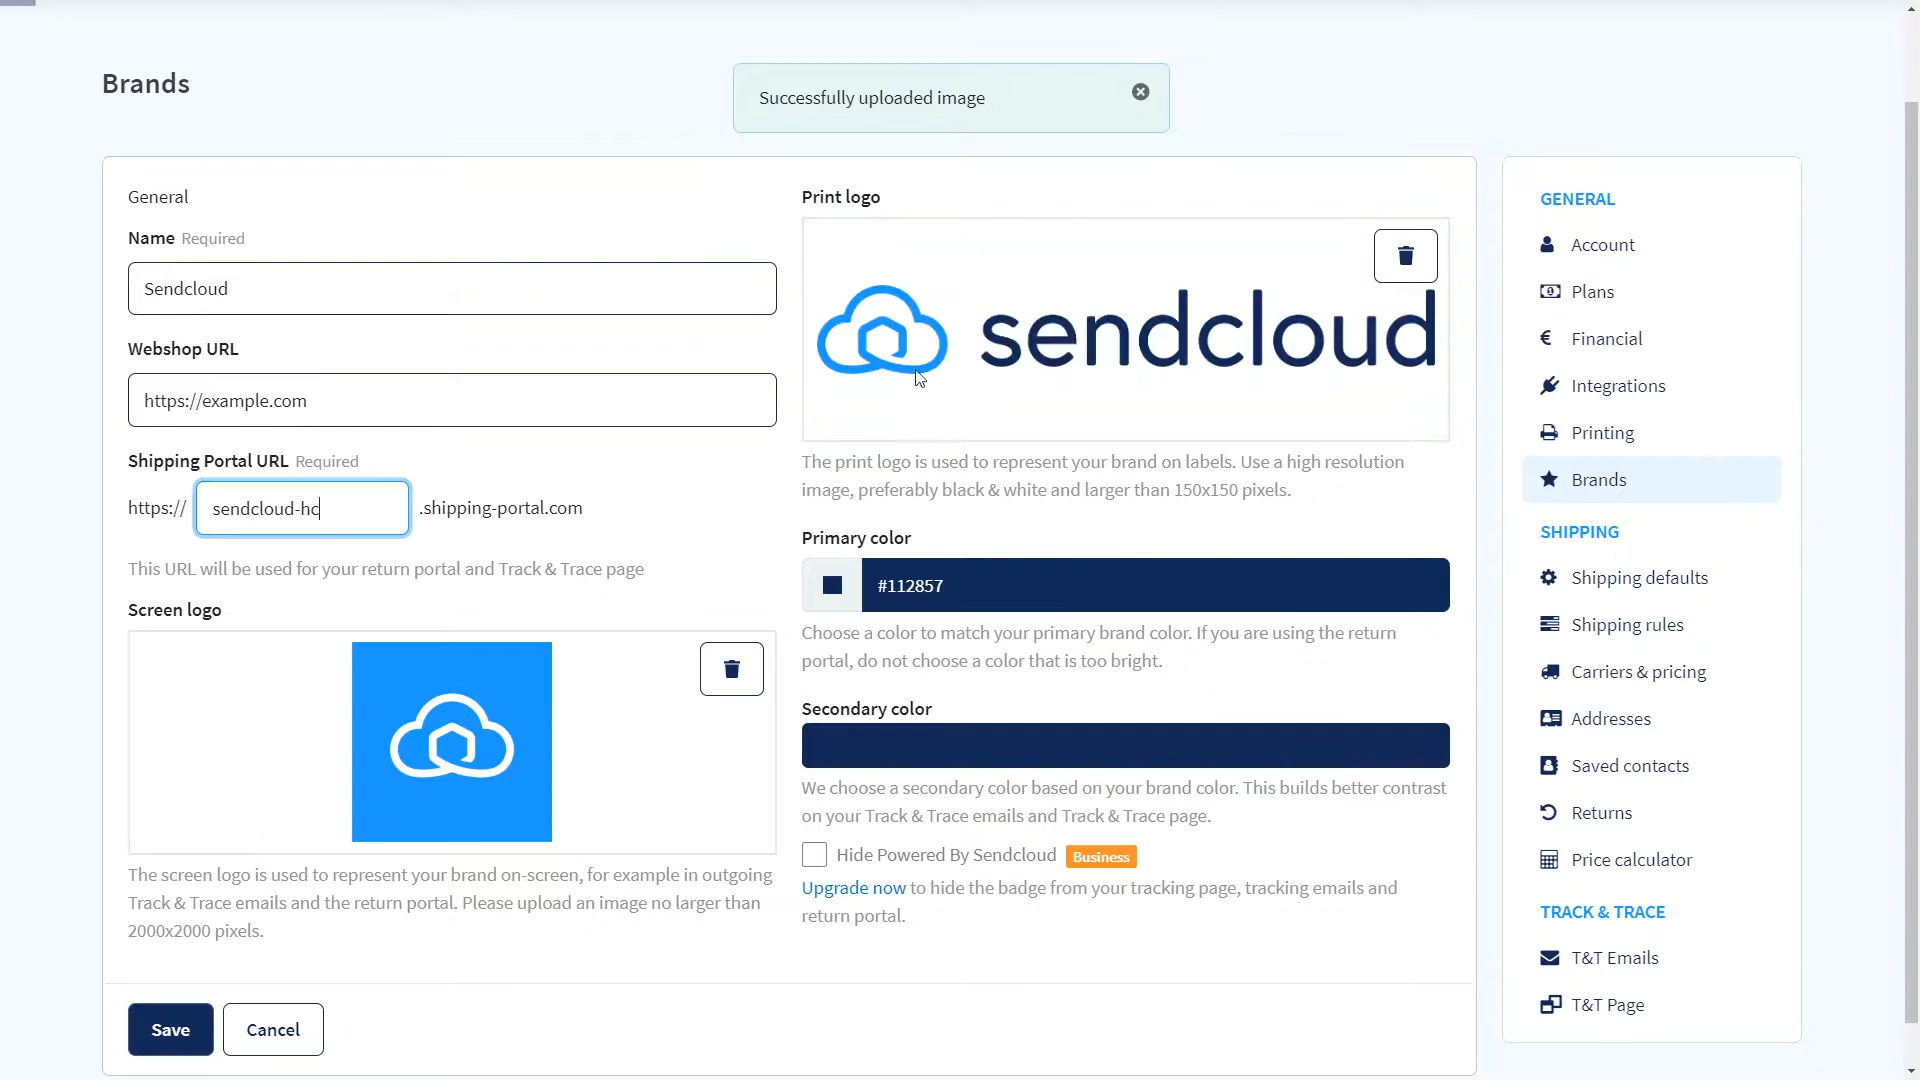 Brands
Successfully uploaded image
General
Name Required
Sendcloud
Webshop URL
https://example.com
Shipping Portal URL Required
https:// sendcloud-hc .shipping-portal.com
This URL will be used for your return portal and Track & Trace page
Screen logo
The screen logo is used to represent your brand on-screen, for example in outgoing
Track & Trace emails and the return portal. Please upload an image no larger than
2000x2000 pixels.
Print logo
sendcloud
The print logo is used to represent your brand on labels. Use a high resolution
image, preferably black & white and larger than 150x150 pixels.
Primary color
#112857
Choose a color to match your primary brand color. If you are using the return
portal, do not choose a color that is too bright.
Secondary color
We choose a secondary color based on your brand color. This builds better contrast
on your Track & Trace emails and Track & Trace page.
Hide Powered By Sendcloud Business
Upgrade now to hide the badge from your tracking page, tracking emails and
return portal.
Save Cancel
GENERAL
Account
Plans
Financial
Integrations
Printing
Brands
SHIPPING
Shipping defaults
Shipping rules
Carriers & pricing
Addresses
Saved contacts
Returns
Price calculator
TRACK & TRACE
T&T Emails
T&T Page